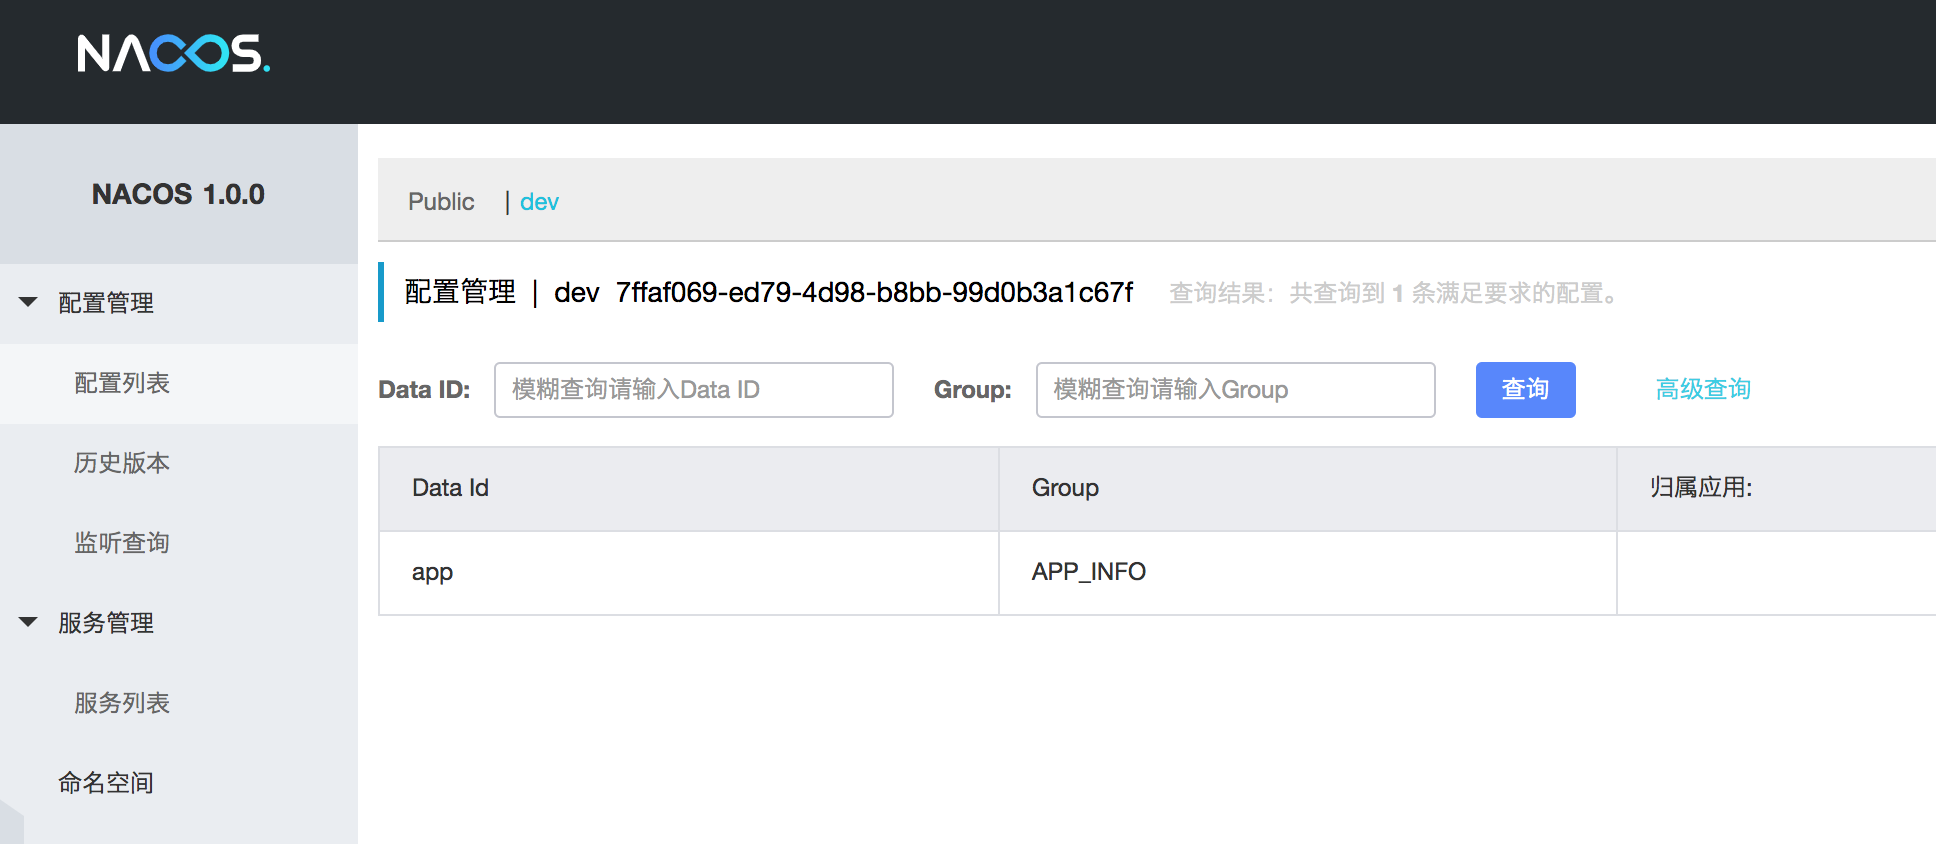 NACOS.
NACOS 1.0.0
配置管理
配置列表
历史版本
监听查询
服务管理
服务列表
命名空间
Public | dev
配置管理 | dev 7ffaf069-ed79-4d98-b8bb-99d0b3a1c67f 查询结果：共查询到 1 条满足要求的配置。
Data ID: 模糊查询请输入Data ID Group: 模糊查询请输入Group 查询 高级查询
Data Id Group 归属应用:
app APP_INFO